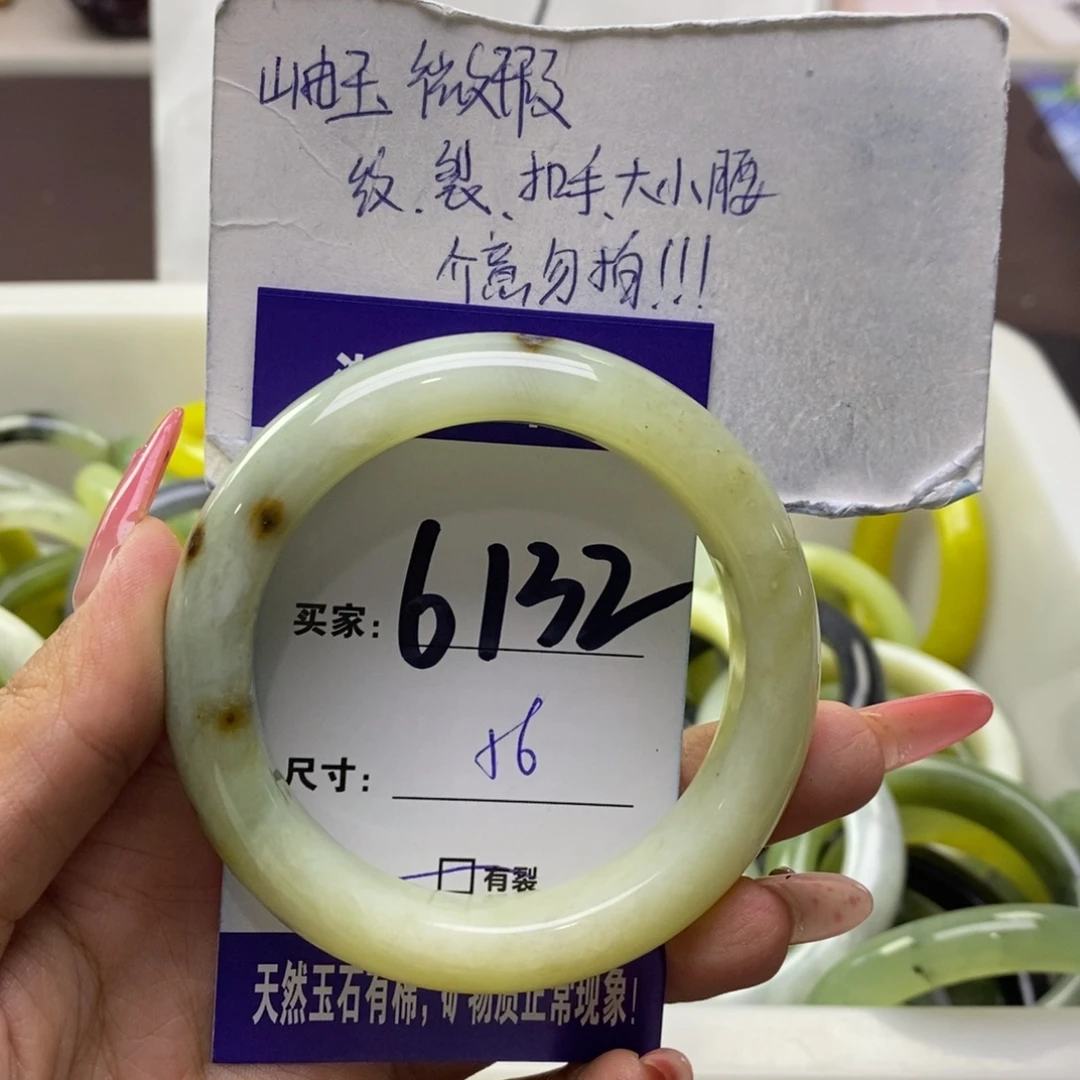 岫玉 微瑕
纹、裂、扣手、大小腰
介意勿拍!!!
买家: 6132
尺寸: 56
有裂
天然玉石有棉,矿物质正常现象!